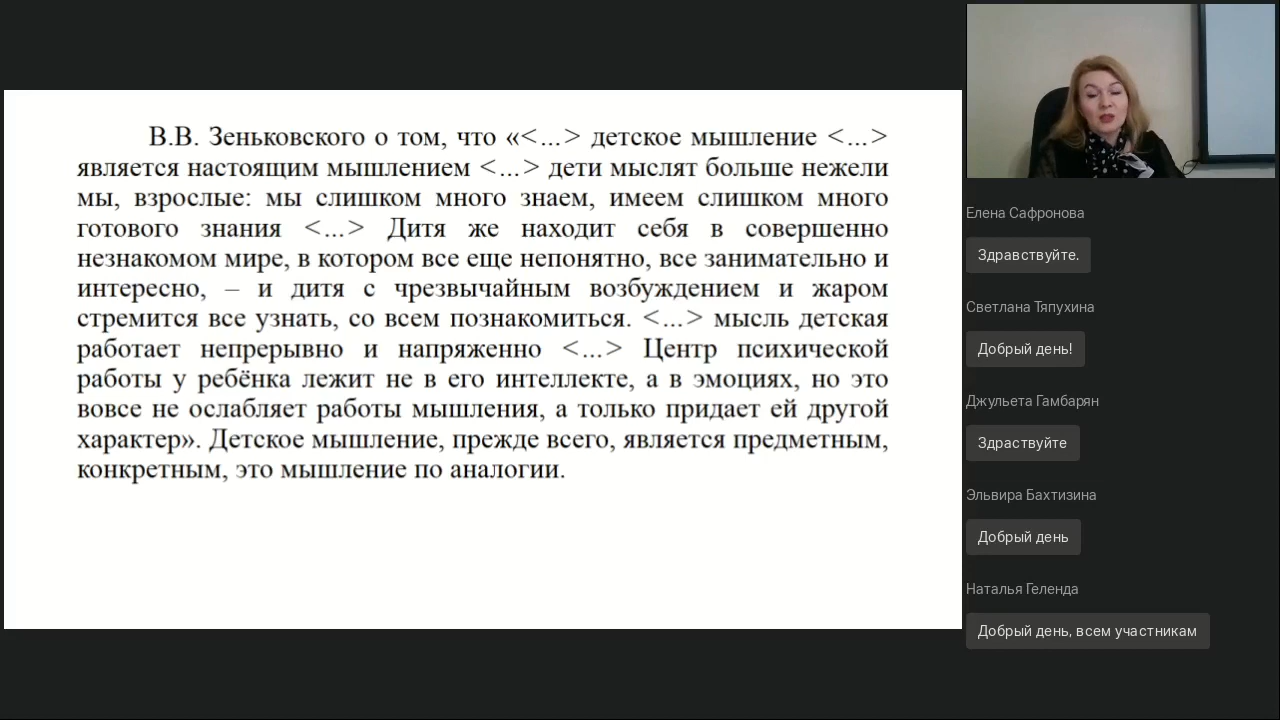 В.В. Зеньковского о том, что «<...> детское мышление <...>
является настоящим мышлением <...> дети мыслят больше нежели
мы, взрослые: мы слишком много знаем, имеем слишком много
готового знания <...> Дитя же находит себя в совершенно
незнакомом мире, в котором все еще непонятно, все занимательно и
интересно, – и дитя с чрезвычайным возбуждением и жаром
стремится все узнать, со всем познакомиться. <...> мысль детская
работает непрерывно и напряженно <...> Центр психической
работы у ребёнка лежит не в его интеллекте, а в эмоциях, но это
вовсе не ослабляет работы мышления, а только придает ей другой
характер». Детское мышление, прежде всего, является предметным,
конкретным, это мышление по аналогии.
Елена Сафронова
Здравствуйте.
Светлана Тяпухина
Добрый день!
Джульета Гамбарян
Здраствуйте
Эльвира Бахтизина
Добрый день
Наталья Геленда
Добрый день, всем участникам